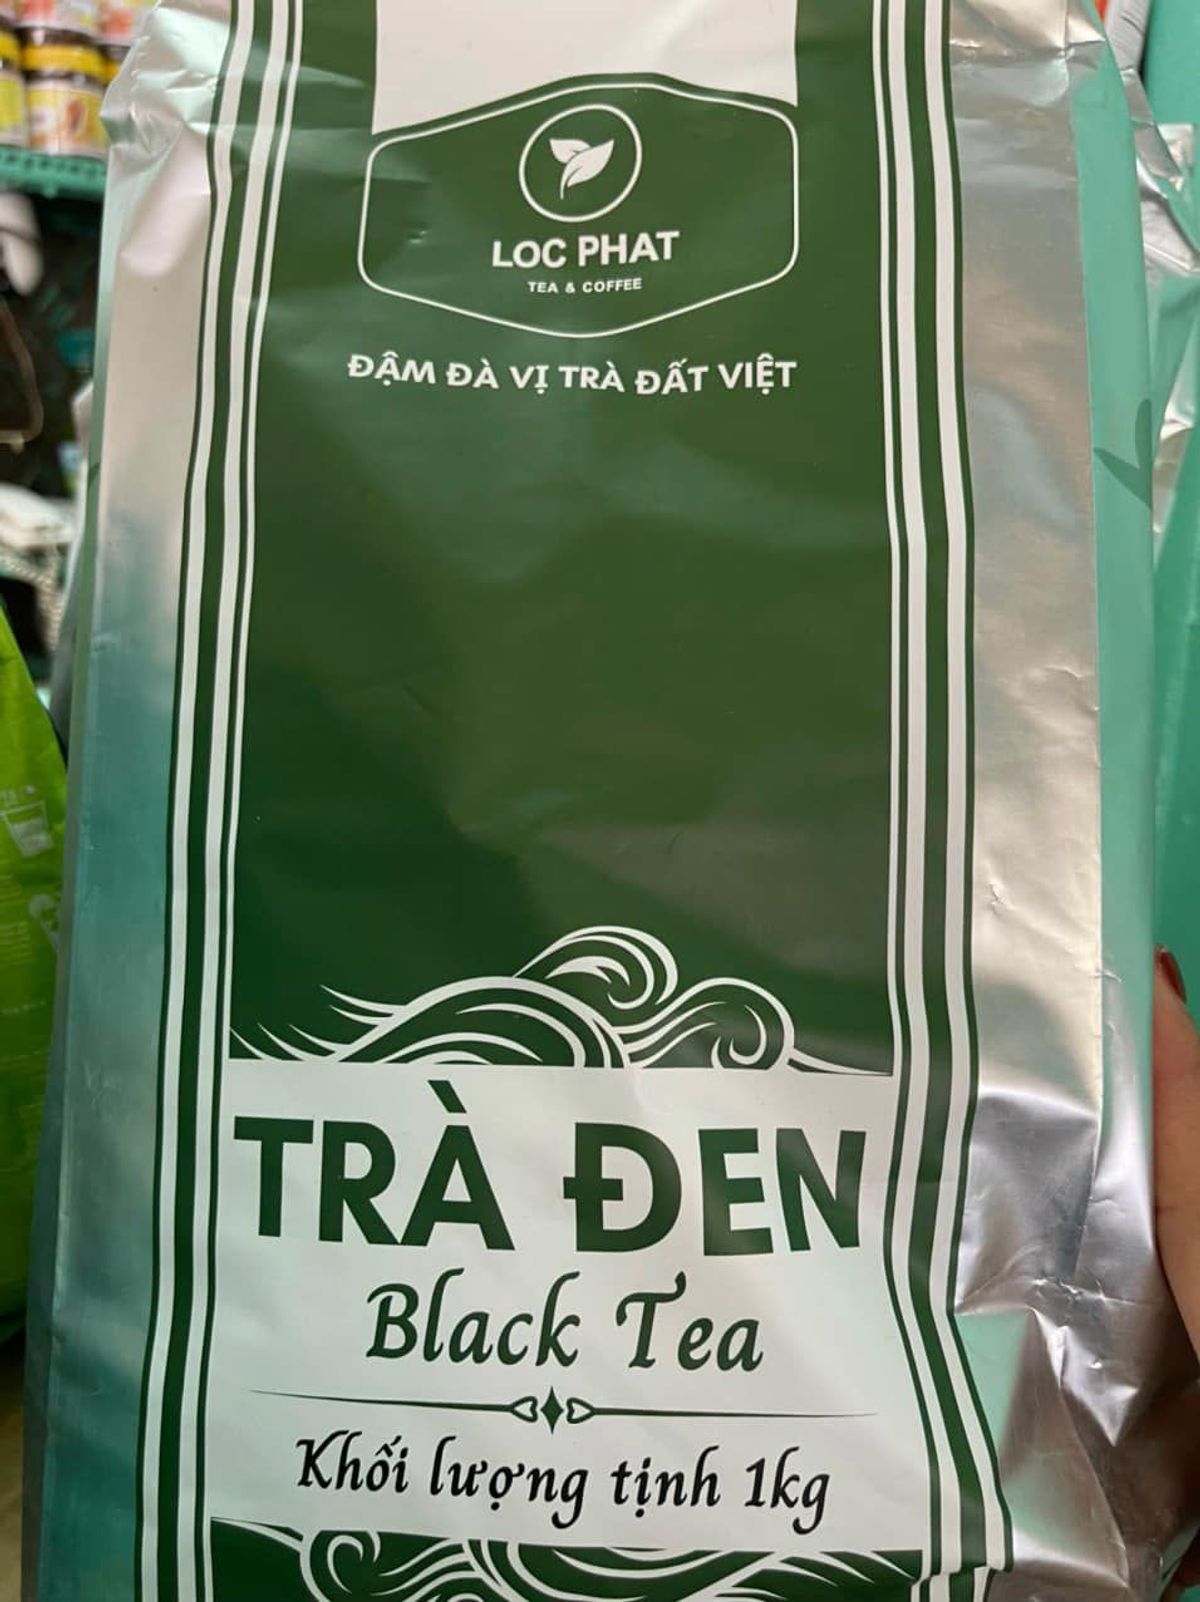 LOC PHAT
TEA & COFFEE
ĐẬM ĐÀ VỊ TRÀ ĐẤT VIỆT
TRÀ ĐEN
Black Tea
Khối lượng tịnh 1kg